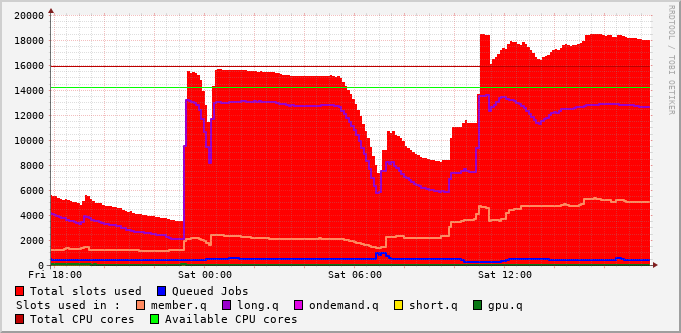 20000
18000
16000
14000
12000
10000
8000
6000
4000
2000
0
Fri 18:00 Sat 00:00 Sat 06:00 Sat 12:00
Total slots used Queued Jobs
Slots used in : member.q long.q ondemand.q short.q gpu.q
Total CPU cores Available CPU cores
RRDTOOL / TOBI OETIKER